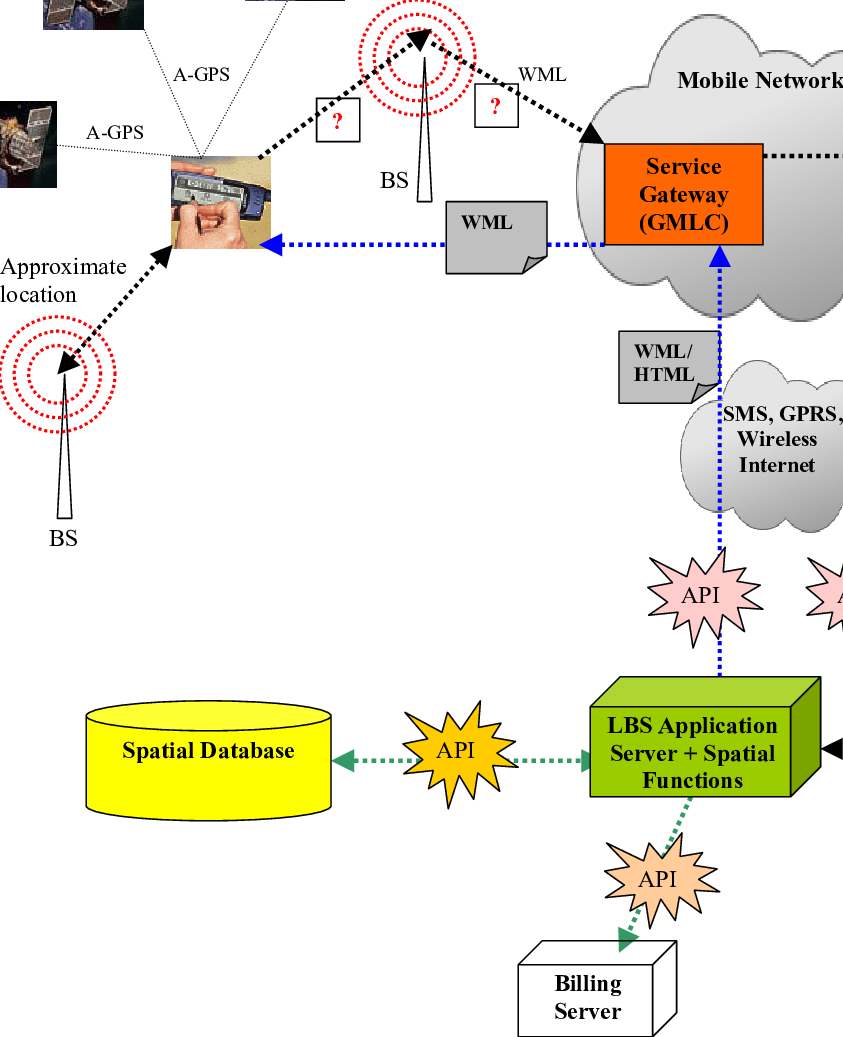 A-GPS
WML
Mobile Network
?
?
A-GPS
BS
Service
Gateway
(GMLC)
WML
Approximate
location
WML/
HTML
SMS, GPRS,
Wireless
Internet
BS
API
Spatial Database
API
LBS Application
Server + Spatial
Functions
API
Billing
Server